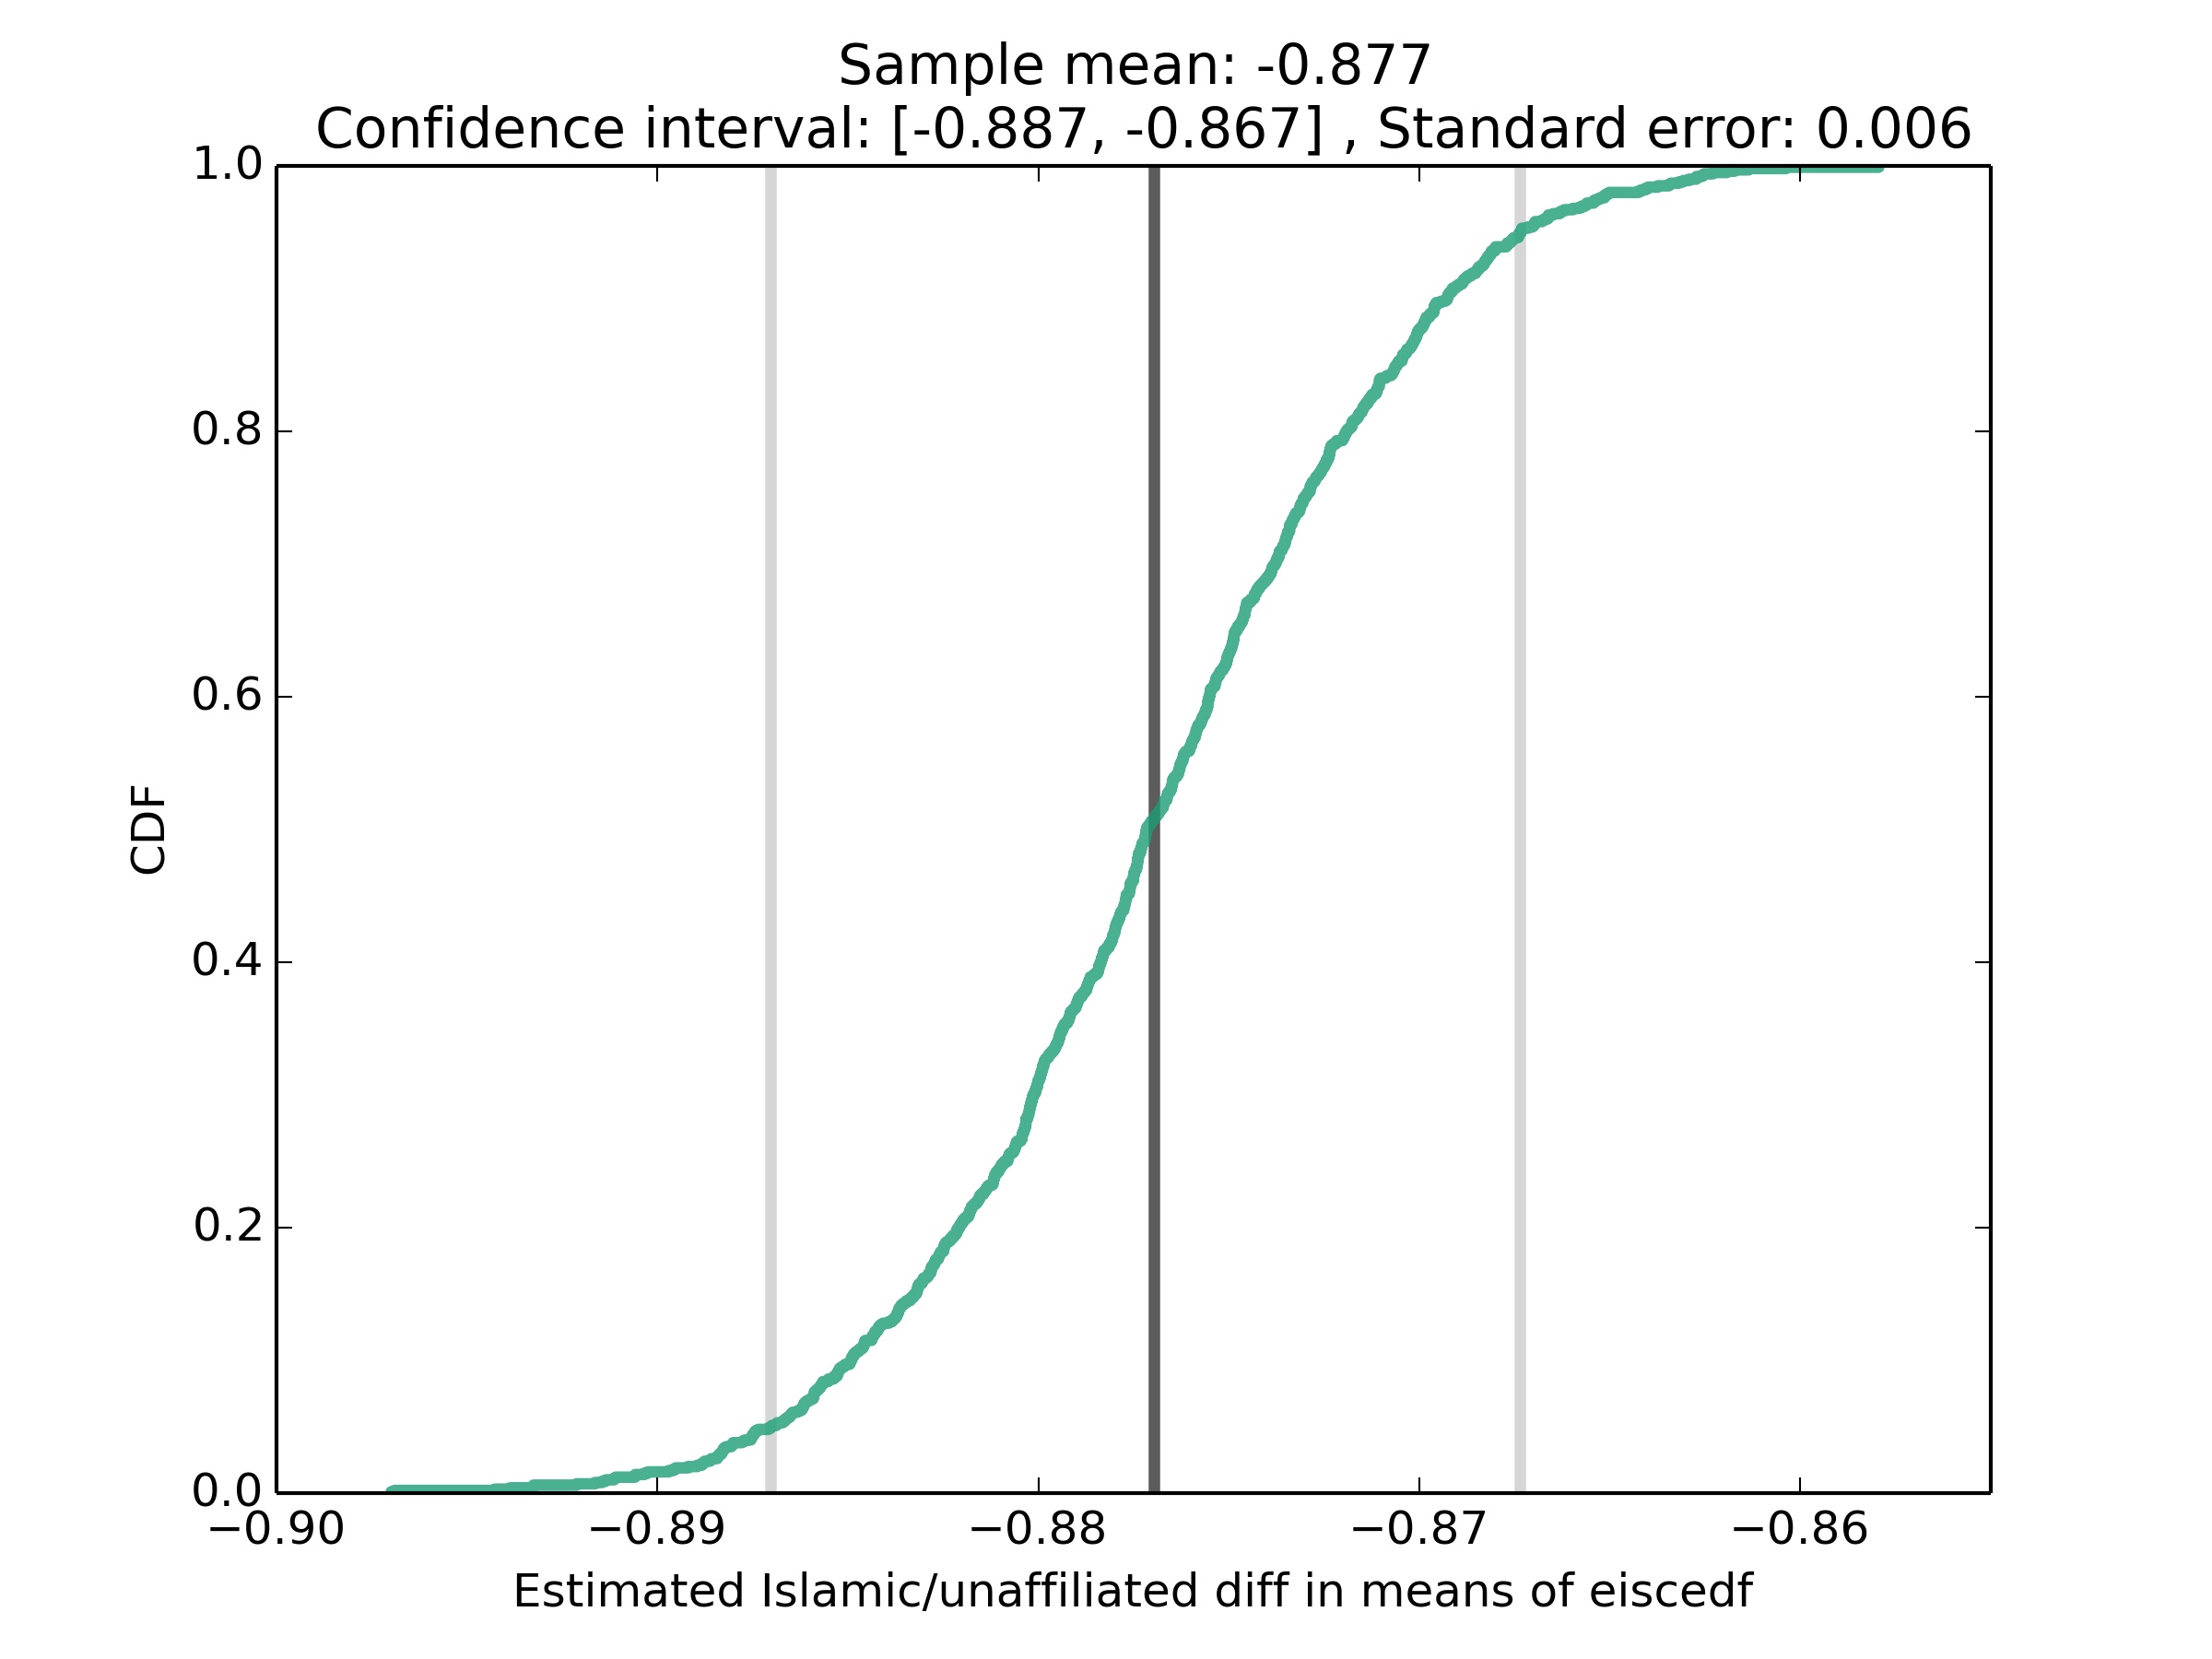 Sample mean: -0.877
Confidence interval: [-0.887, -0.867] , Standard error: 0.006
1.0
0.8
0.6
0.4
0.2
0.0
CDF
−0.90 −0.89 −0.88 −0.87 −0.86
Estimated Islamic/unaffiliated diff in means of eiscedf